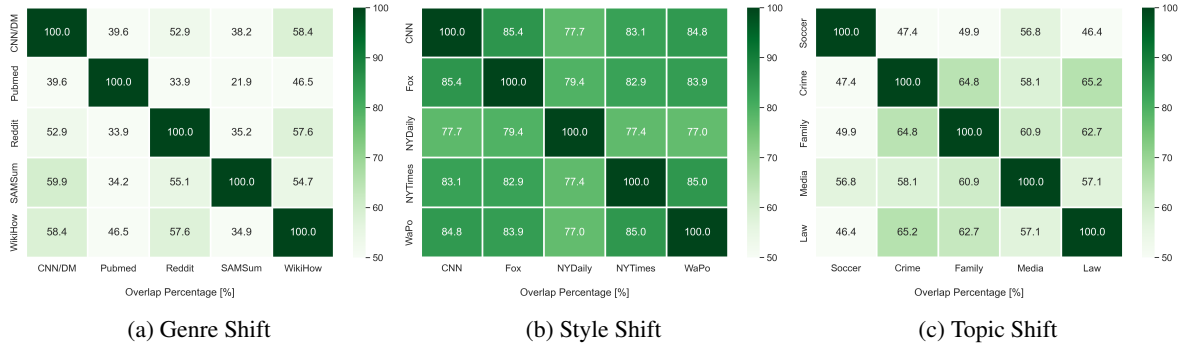 CNN/DM 100.0 39.6 52.9 38.2 58.4
Pubmed 39.6 100.0 33.9 21.9 46.5
Reddit 52.9 33.9 100.0 35.2 57.6
SAMSum 59.9 34.2 55.1 100.0 54.7
WikiHow 58.4 46.5 57.6 34.9 100.0
CNN/DM Pubmed Reddit SAMSum WikiHow
100
90
80
70
60
50
Overlap Percentage [%]
(a) Genre Shift
CNN 100.0 85.4 77.7 83.1 84.8
Fox 85.4 100.0 79.4 82.9 83.9
NYDaily 77.7 79.4 100.0 77.4 77.0
NYTimes 83.1 82.9 77.4 100.0 85.0
WaPo 84.8 83.9 77.0 85.0 100.0
CNN Fox NYDaily NYTimes WaPo
100
90
80
70
60
50
Overlap Percentage [%]
(b) Style Shift
Soccer 100.0 47.4 49.9 56.8 46.4
Crime 47.4 100.0 64.8 58.1 65.2
Family 49.9 64.8 100.0 60.9 62.7
Media 56.8 58.1 60.9 100.0 57.1
Law 46.4 65.2 62.7 57.1 100.0
Soccer Crime Family Media Law
100
90
80
70
60
50
Overlap Percentage [%]
(c) Topic Shift